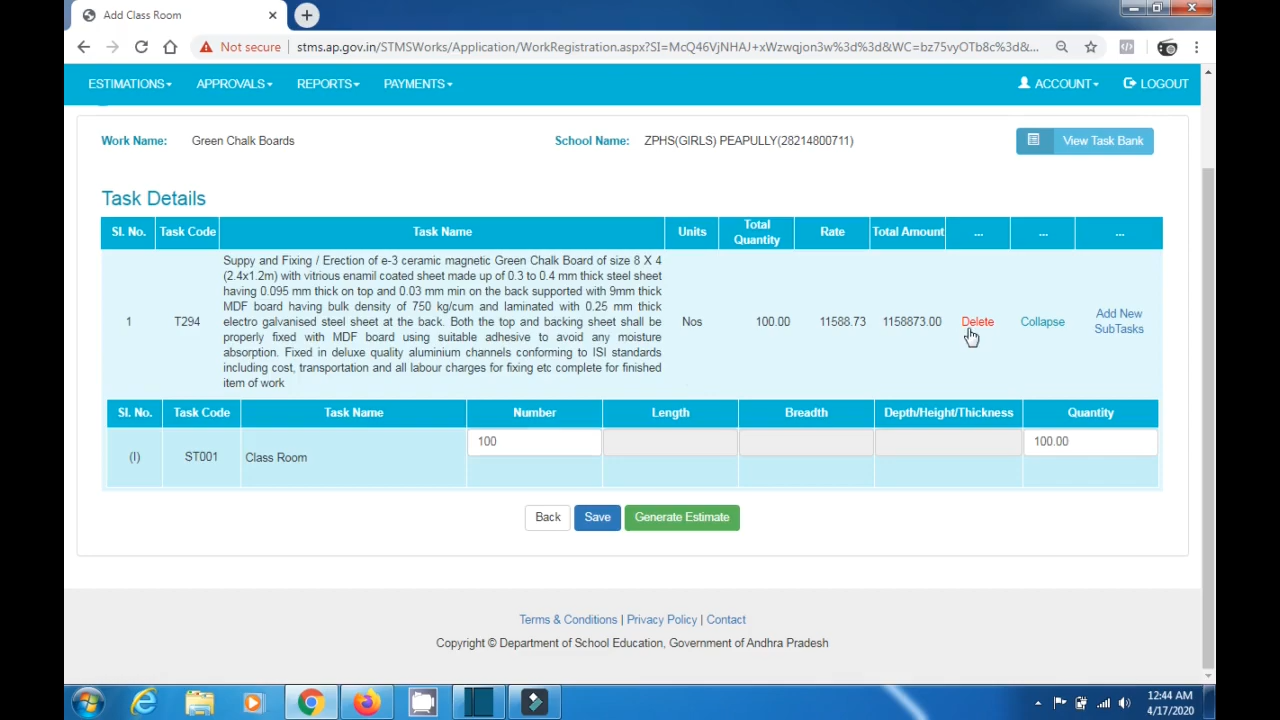 Add Class Room
Not secure stms.ap.gov.in/STMSWorks/Application/WorkRegistration.aspx?SI=McQ46VjNHAJ+xWzwqjon3w%3d%3d&WC=bz75vyOTb8c%3d&...
ESTIMATIONS APPROVALS REPORTS PAYMENTS ACCOUNT LOGOUT
Work Name: Green Chalk Boards School Name: ZPHS(GIRLS) PEAPULLY(28214800711) View Task Bank
Task Details
Sl. No. Task Code Task Name Units Total Quantity Rate Total Amount ... ... ...
Suppy and Fixing / Erection of e-3 ceramic magnetic Green Chalk Board of size 8 X 4
(2.4x1.2m) with vitrious enamil coated sheet made up of 0.3 to 0.4 mm thick steel sheet
having 0.095 mm thick on top and 0.03 mm min on the back supported with 9mm thick
MDF board having bulk density of 750 kg/cum and laminated with 0.25 mm thick
1 T294 electro galvanised steel sheet at the back. Both the top and backing sheet shall be Nos 100.00 11588.73 1158873.00 Delete Collapse Add New SubTasks
properly fixed with MDF board using suitable adhesive to avoid any moisture
absorption. Fixed in deluxe quality aluminium channels conforming to ISI standards
including cost, transportation and all labour charges for fixing etc complete for finished
item of work
Sl. No. Task Code Task Name Number Length Breadth Depth/Height/Thickness Quantity
(I) ST001 Class Room 100 100.00
Back Save Generate Estimate
Terms & Conditions | Privacy Policy | Contact
Copyright © Department of School Education, Government of Andhra Pradesh
12:44 AM
4/17/2020